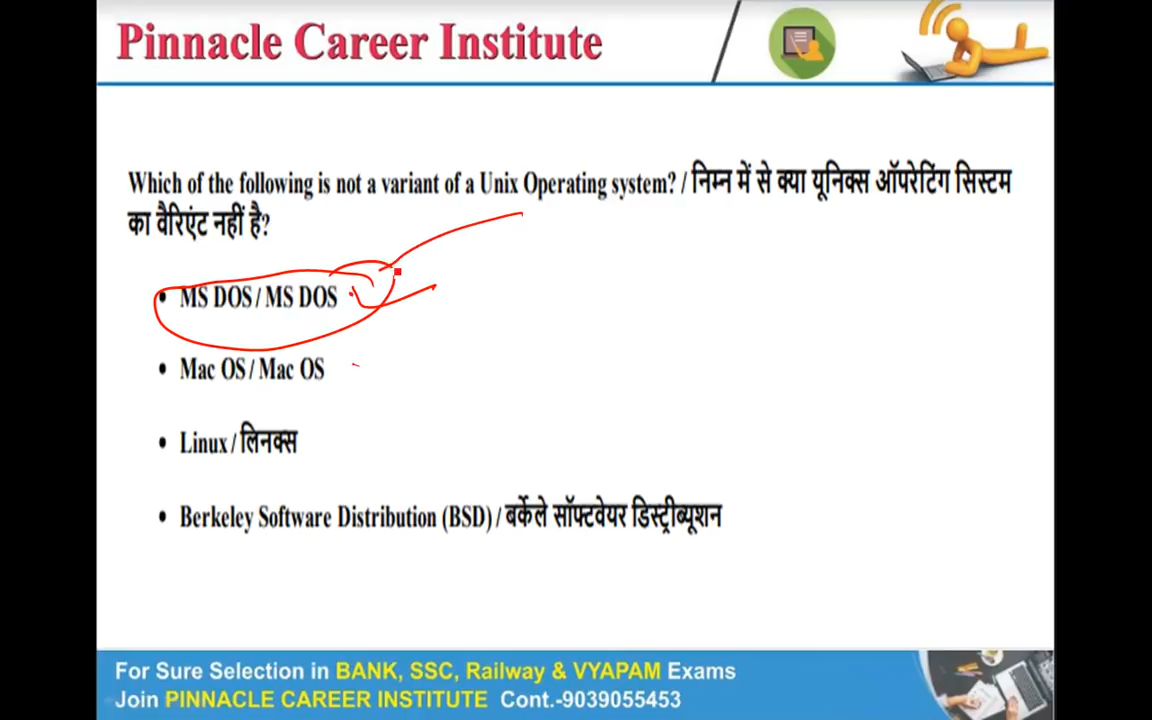 Pinnacle Career Institute
Which of the following is not a variant of a Unix Operating system? / निम्न में से क्या यूनिक्स ऑपरेटिंग सिस्टम
का वैरिएंट नहीं है?
• MS DOS / MS DOS
• Mac OS / Mac OS
• Linux / लिनक्स
• Berkeley Software Distribution (BSD) / बर्केले सॉफ्टवेयर डिस्ट्रीब्यूशन
For Sure Selection in BANK, SSC, Railway & VYAPAM Exams
Join PINNACLE CAREER INSTITUTE Cont.-9039055453